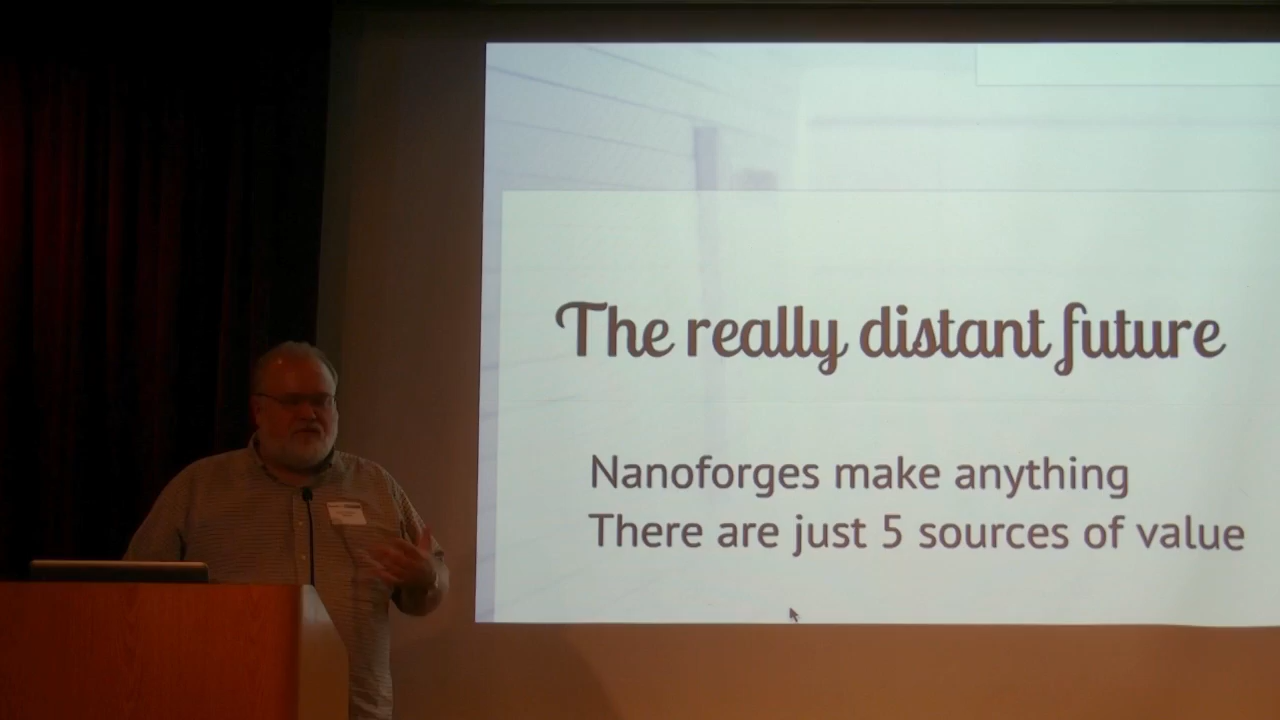 The really distant future
Nanoforges make anything
There are just 5 sources of value